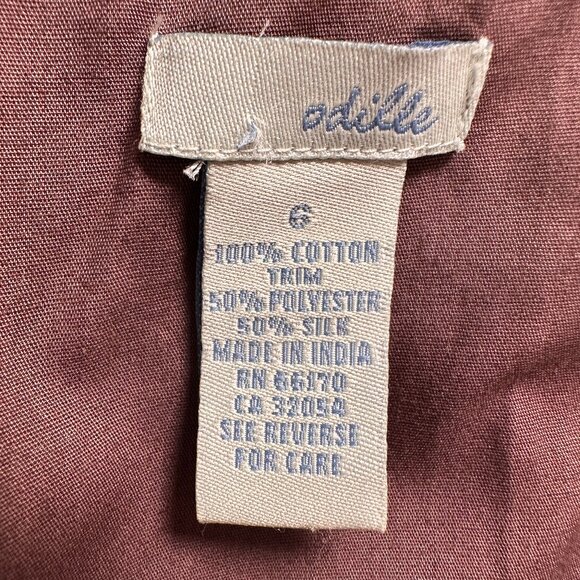 odille
6
100% COTTON
TRIM
50% POLYESTER
50% SILK
MADE IN INDIA
RN 66170
CA 32054
SEE REVERSE
FOR CARE